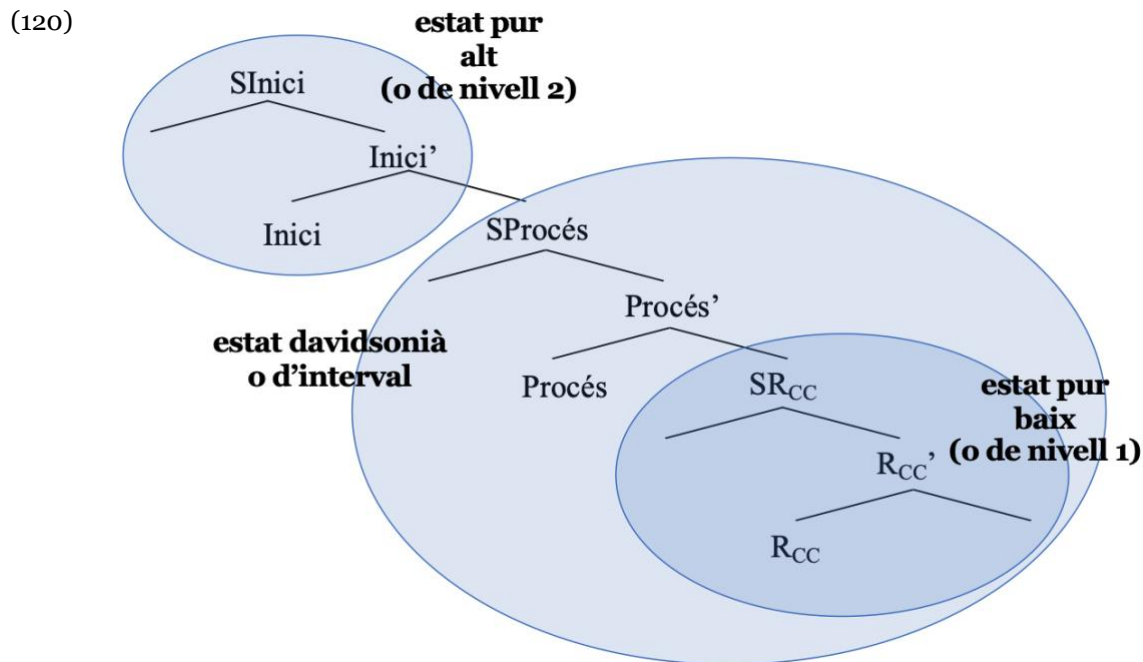 (120)
estat pur
alt
(o de nivell 2)
SInici
Inici’
Inici
SProcés
Procés’
estat davidsonià
o d’interval
Procés
SR_CC
estat pur
baix
(o de nivell 1)
R_CC’
R_CC